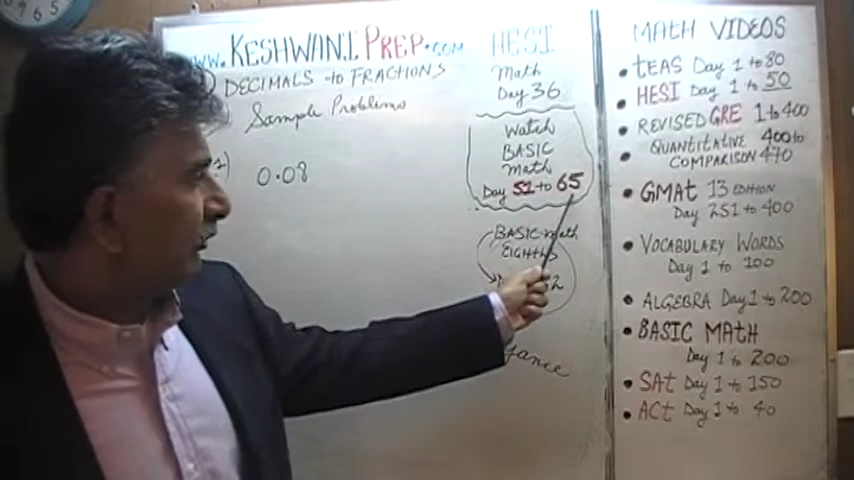 www.KESHWANIPREP.COM
DECIMALS to FRACTIONS
Sample Problems
0.08
HESI
Math
Day 36
Watch
BASIC
Math
Day 51 to 65
BASIC math
EIGHTHS
MATH VIDEOS
• TEAS Day 1 to 80
• HESI Day 1 to 50
• REVISED GRE 1 to 400
• QUANTITATIVE 400 to
COMPARISON 470
• GMAT 13 EDITION
Day 251 to 400
• VOCABULARY WORDS
Day 1 to 100
• ALGEBRA Day 1 to 200
• BASIC MATH
Day 1 to 200
• SAT Day 1 to 150
• ACT Day 1 to 40